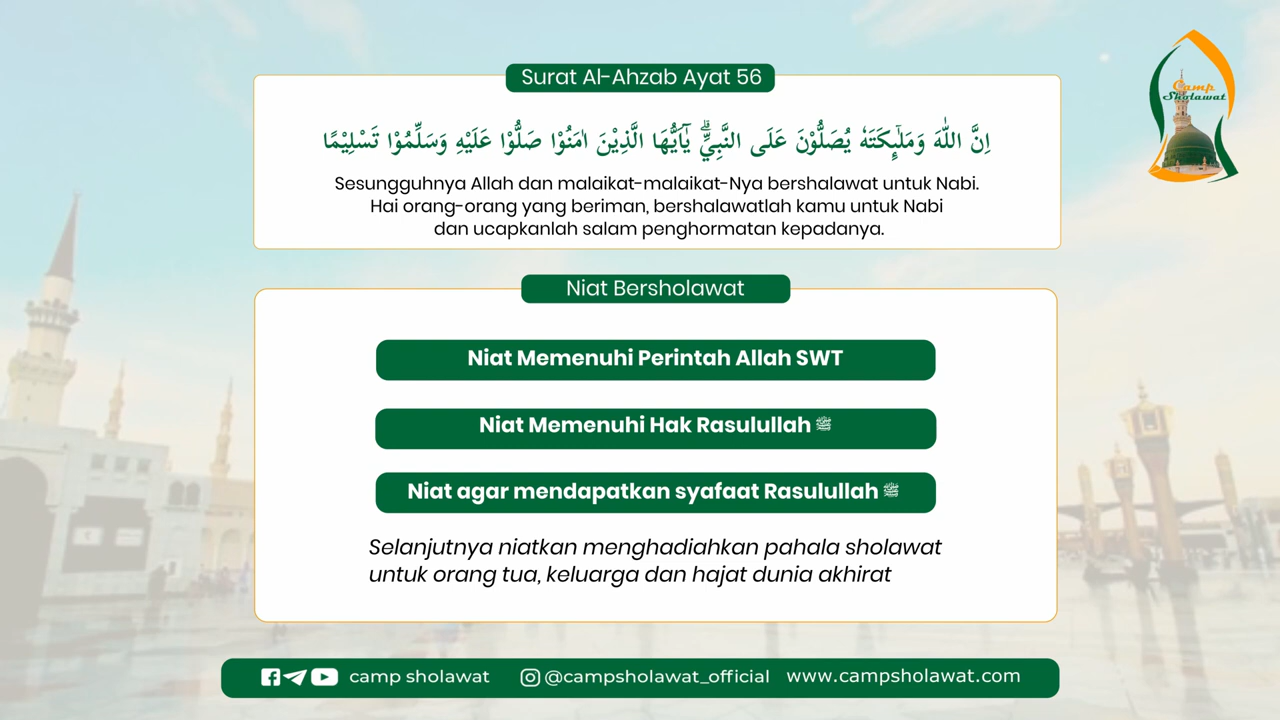 Camp
Sholawat
Surat Al-Ahzab Ayat 56
اِنَّ اللّٰهَ وَمَلٰۤىِٕكَتَهٗ يُصَلُّوْنَ عَلَى النَّبِيِّۗ يٰٓاَيُّهَا الَّذِيْنَ اٰمَنُوْا صَلُّوْا عَلَيْهِ وَسَلِّمُوْا تَسْلِيْمًا
Sesungguhnya Allah dan malaikat-malaikat-Nya bershalawat untuk Nabi.
Hai orang-orang yang beriman, bershalawatlah kamu untuk Nabi
dan ucapkanlah salam penghormatan kepadanya.
Niat Bersholawat
Niat Memenuhi Perintah Allah SWT
Niat Memenuhi Hak Rasulullah ﷺ
Niat agar mendapatkan syafaat Rasulullah ﷺ
Selanjutnya niatkan menghadiahkan pahala sholawat
untuk orang tua, keluarga dan hajat dunia akhirat
camp sholawat @campsholawat_official www.campsholawat.com